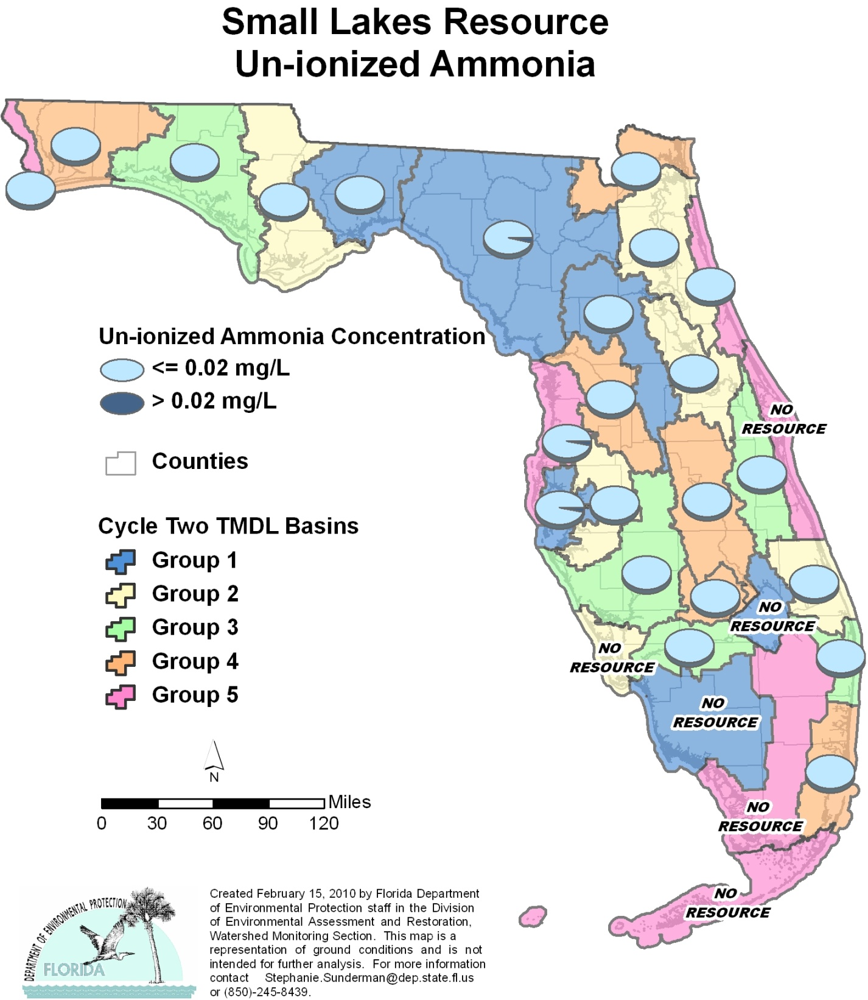 Small Lakes Resource
Un-ionized Ammonia
Un-ionized Ammonia Concentration
<= 0.02 mg/L
> 0.02 mg/L
Counties
Cycle Two TMDL Basins
Group 1
Group 2
Group 3
Group 4
Group 5
NO
RESOURCE
NO
RESOURCE
NO
RESOURCE
NO
RESOURCE
NO
RESOURCE
NO
RESOURCE
N
Miles
0 30 60 90 120
DEPARTMENT OF ENVIRONMENTAL PROTECTION
FLORIDA
Created February 15, 2010 by Florida Department
of Environmental Protection staff in the Division
of Environmental Assessment and Restoration,
Watershed Monitoring Section. This map is a
representation of ground conditions and is not
intended for further analysis. For more information
contact Stephanie.Sunderman@dep.state.fl.us
or (850)-245-8439.